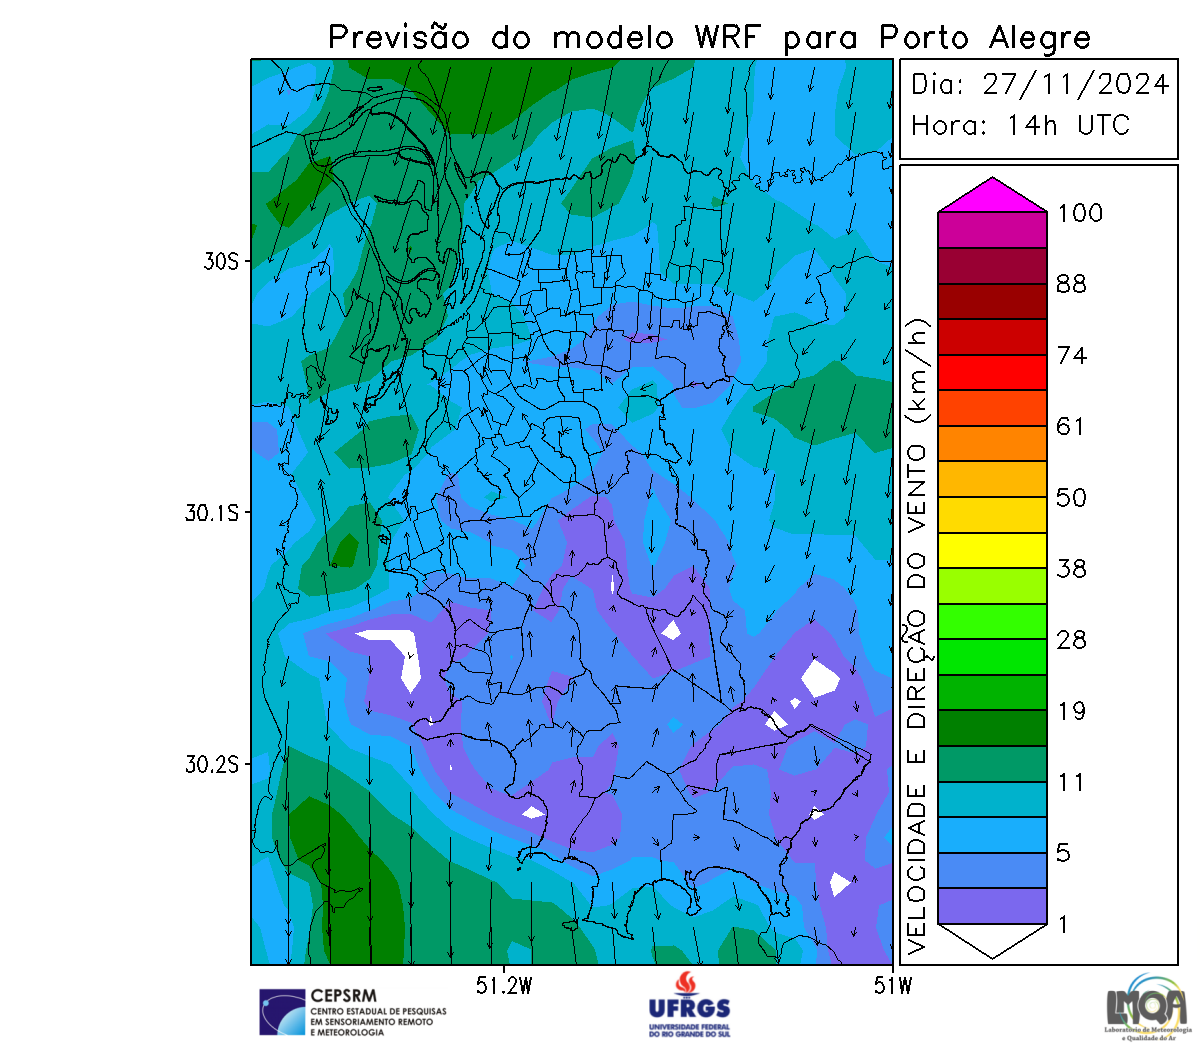 Previsão do modelo WRF para Porto Alegre
Dia: 27/11/2024
Hora: 14h UTC
30S
30.1S
30.2S
51.2W
51W
VELOCIDADE E DIREÇÃO DO VENTO (km/h)
100
88
74
61
50
38
28
19
11
5
1
CEPSRM
CENTRO ESTADUAL DE PESQUISAS
EM SENSORIAMENTO REMOTO
E METEOROLOGIA
UFRGS
UNIVERSIDADE FEDERAL
DO RIO GRANDE DO SUL
LMQA
Laboratório de Meteorologia
e Qualidade do Ar